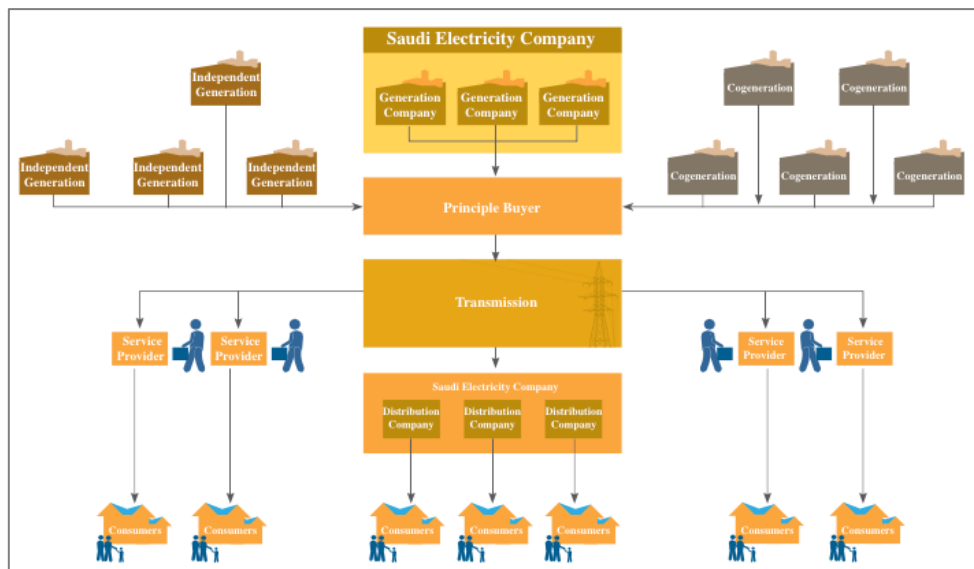 Saudi Electricity Company
Independent
Generation
Generation
Company
Generation
Company
Generation
Company
Cogeneration
Cogeneration
Independent
Generation
Independent
Generation
Independent
Generation
Cogeneration
Cogeneration
Cogeneration
Principle Buyer
Transmission
Service
Provider
Service
Provider
Service
Provider
Service
Provider
Saudi Electricity Company
Distribution
Company
Distribution
Company
Distribution
Company
Consumers
Consumers
Consumers
Consumers
Consumers
Consumers
Consumers